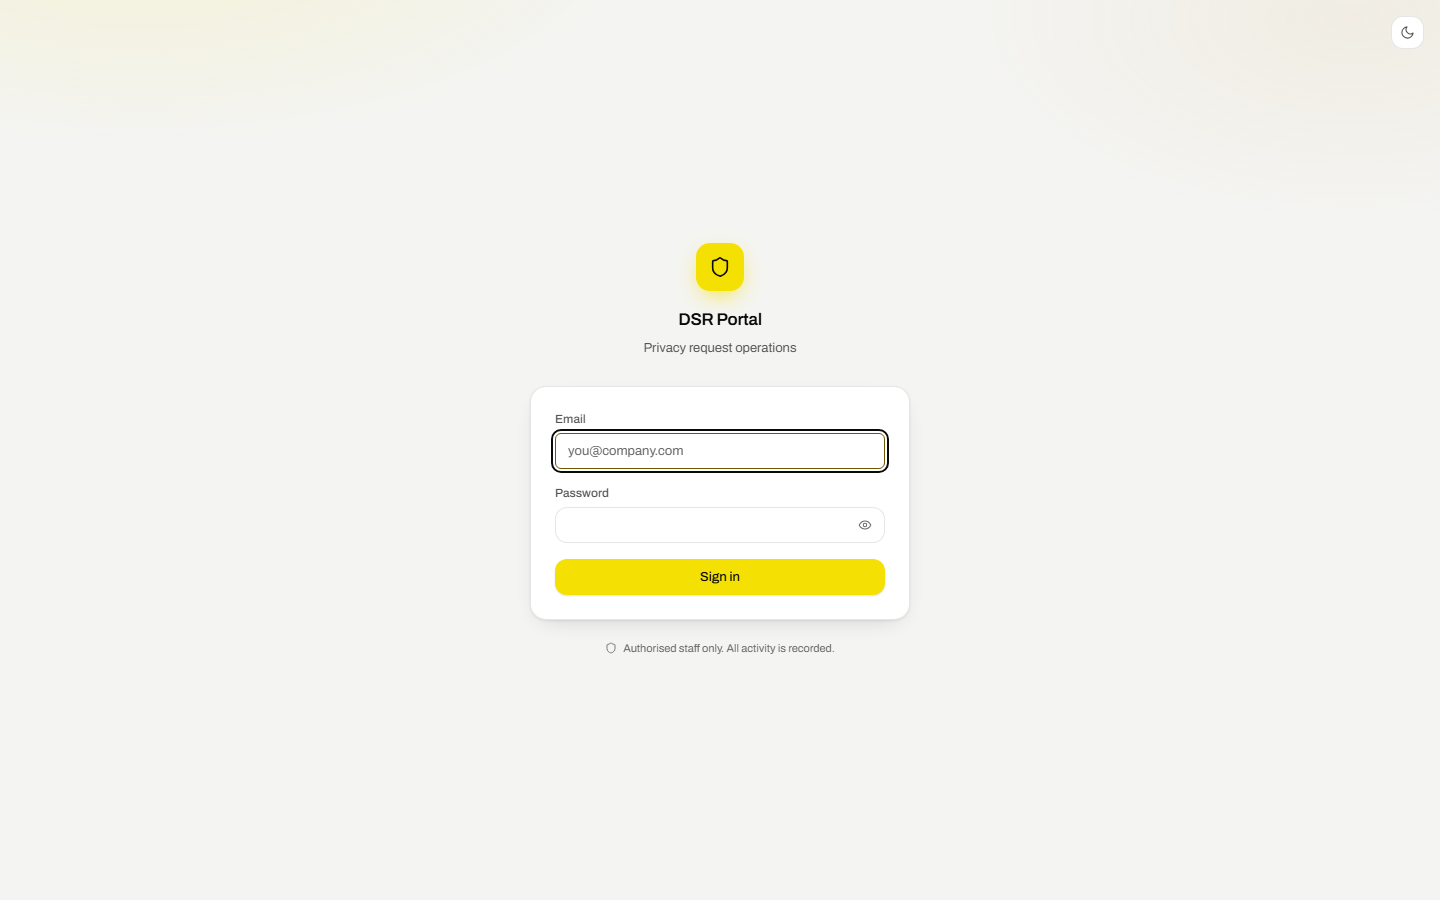 DSR Portal
Privacy request operations
Email
you@company.com
Password
Sign in
Authorised staff only. All activity is recorded.